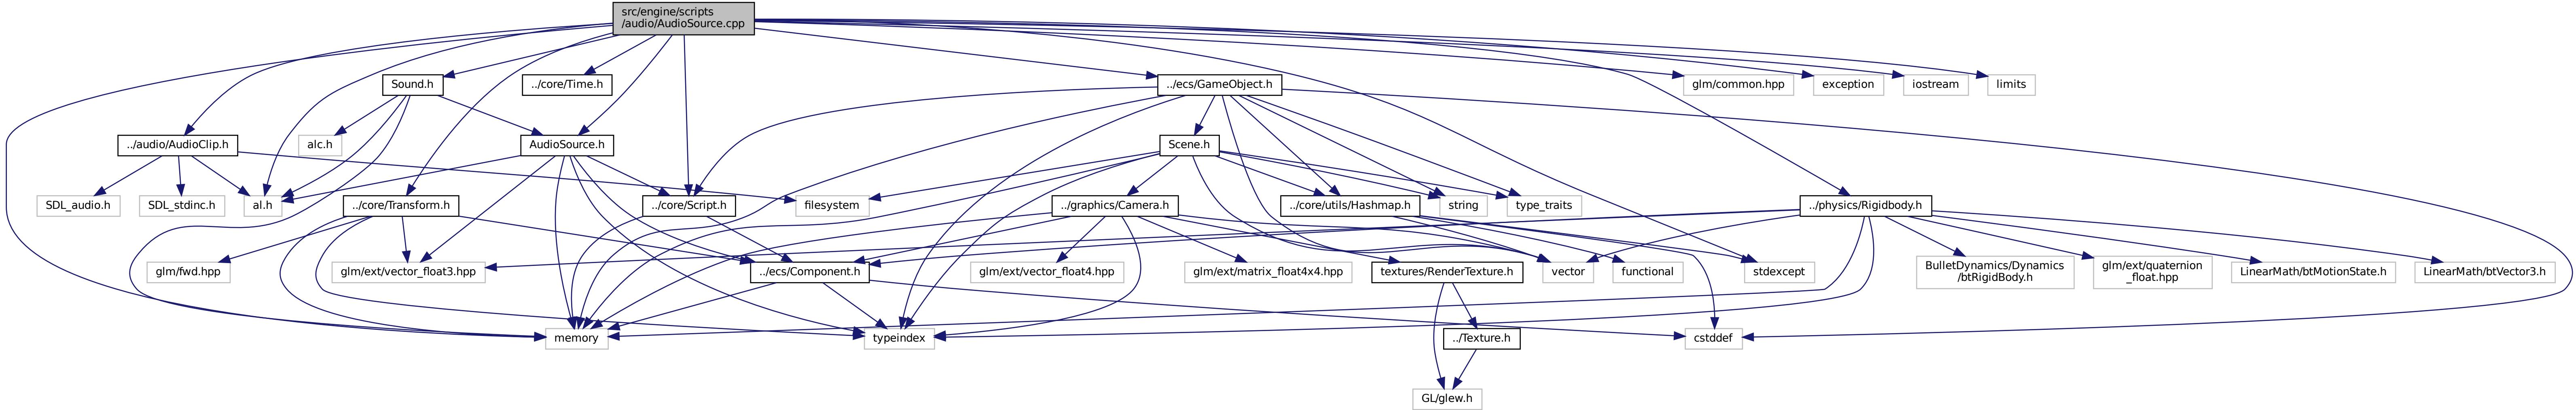 src/engine/scripts
/audio/AudioSource.cpp
Sound.h
../core/Time.h
../ecs/GameObject.h
glm/common.hpp
exception
iostream
limits
../audio/AudioClip.h
alc.h
AudioSource.h
Scene.h
SDL_audio.h
SDL_stdinc.h
al.h
../core/Transform.h
../core/Script.h
filesystem
../graphics/Camera.h
../core/utils/Hashmap.h
string
type_traits
../physics/Rigidbody.h
glm/fwd.hpp
glm/ext/vector_float3.hpp
../ecs/Component.h
glm/ext/vector_float4.hpp
glm/ext/matrix_float4x4.hpp
textures/RenderTexture.h
vector
functional
stdexcept
BulletDynamics/Dynamics
/btRigidBody.h
glm/ext/quaternion
_float.hpp
LinearMath/btMotionState.h
LinearMath/btVector3.h
memory
typeindex
../Texture.h
cstddef
GL/glew.h